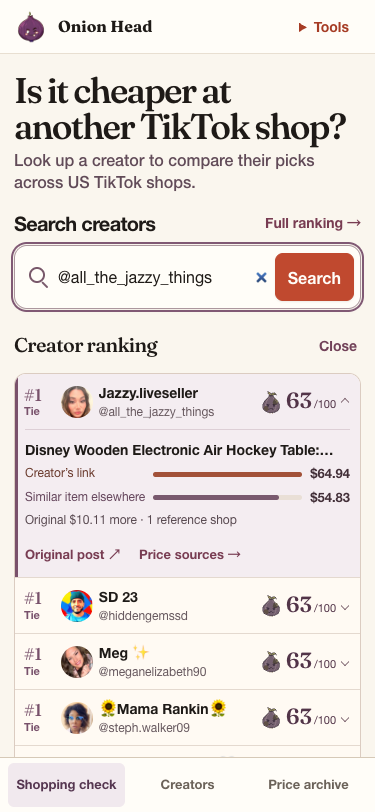 Onion Head
▶ Tools
Is it cheaper at
another TikTok shop?
Look up a creator to compare their picks
across US TikTok shops.
Search creators
Full ranking →
@all_the_jazzy_things
Search
Creator ranking
Close
#1
Tie
Jazzy.liveseller
@all_the_jazzy_things
63/100
Disney Wooden Electronic Air Hockey Table:...
Creator's link
$64.94
Similar item elsewhere
$54.83
Original $10.11 more · 1 reference shop
Original post ↗
Price sources →
#1
Tie
SD 23
@hiddengemssd
63/100
#1
Tie
Meg ✨
@meganelizabeth90
63/100
#1
Tie
🌻Mama Rankin🌻
@steph.walker09
63/100
Shopping check
Creators
Price archive